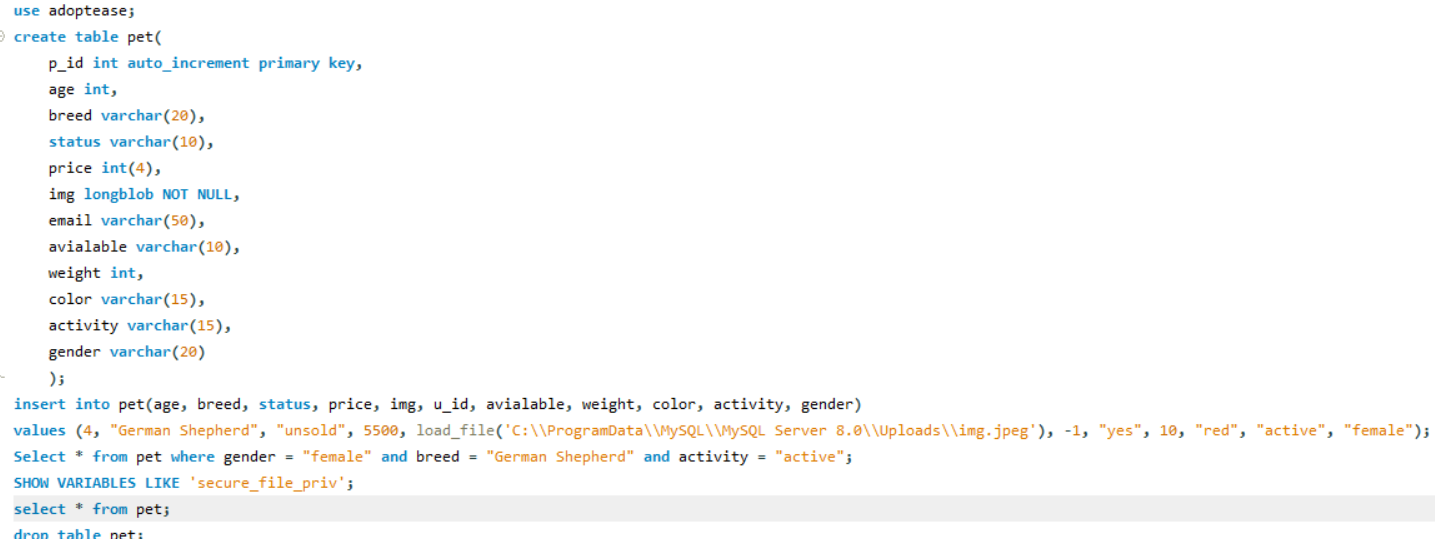 use adoptease;
create table pet(
p_id int auto_increment primary key,
age int,
breed varchar(20),
status varchar(10),
price int(4),
img longblob NOT NULL,
email varchar(50),
avialable varchar(10),
weight int,
color varchar(15),
activity varchar(15),
gender varchar(20)
);
insert into pet(age, breed, status, price, img, u_id, avialable, weight, color, activity, gender)
values (4, "German Shepherd", "unsold", 5500, load_file('C:\\ProgramData\\MySQL\\MySQL Server 8.0\\Uploads\\img.jpeg'), -1, "yes", 10, "red", "active", "female");
Select * from pet where gender = "female" and breed = "German Shepherd" and activity = "active";
SHOW VARIABLES LIKE 'secure_file_priv';
select * from pet;
drop table pet;